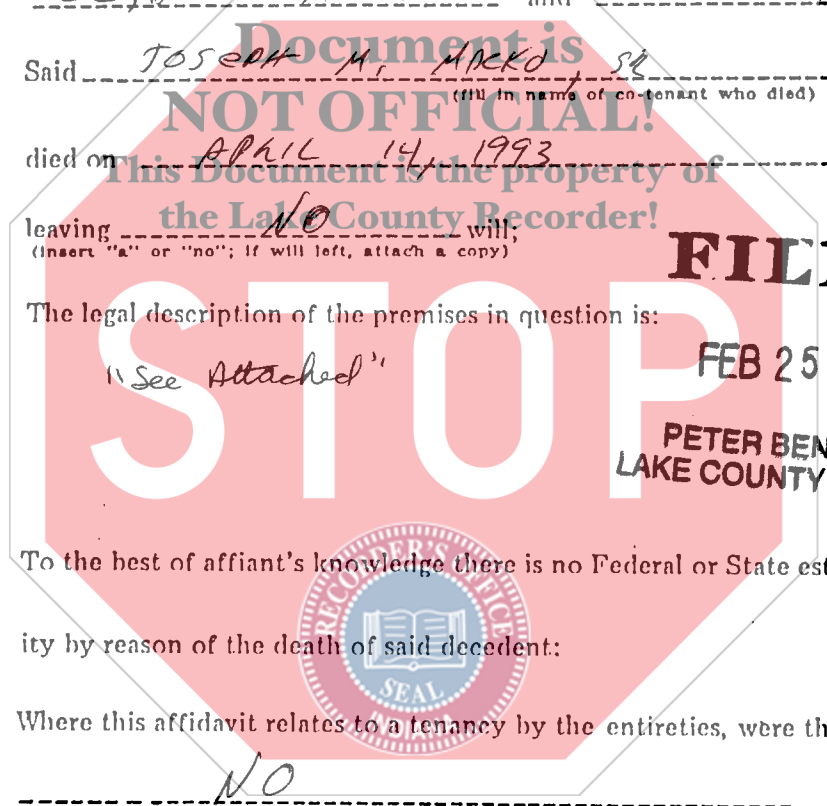 and
Document is
Said JOSEPH M. MACKO, SR
(fill in name of co-tenant who died)
NOT OFFICIAL!
died on APRIL 14, 1993
This Document is the property of
the Lake County Recorder!
leaving NO will;
(insert "a" or "no"; if will left, attach a copy)
FIL
The legal description of the premises in question is:
FEB 25
"See Attached"
PETER BEN
LAKE COUNTY
STOP
To the best of affiant's knowledge there is no Federal or State est
RECORDER'S OFFICE
ity by reason of the death of said decedent:
SEAL
INDIANA
Where this affidavit relates to a tenancy by the entireties, were th
NO